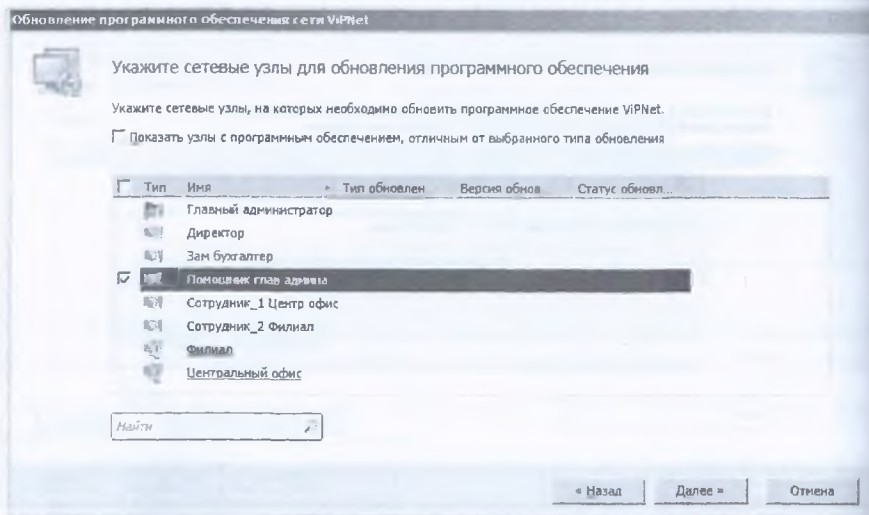 Обновление программного обеспечения сети ViPNet
Укажите сетевые узлы для обновления программного обеспечения
Укажите сетевые узлы, на которых необходимо обновить программное обеспечение ViPNet.
Показать узлы с программным обеспечением, отличным от выбранного типа обновления
Тип Имя Тип обновлен Версия обнов Статус обновл...
Главный администратор
Директор
Зам бухгалтер
Помошник глав админа
Сотрудник_1 Центр офис
Сотрудник_2 Филиал
Филиал
Центральный офис
Найти
« Назад Далее » Отмена